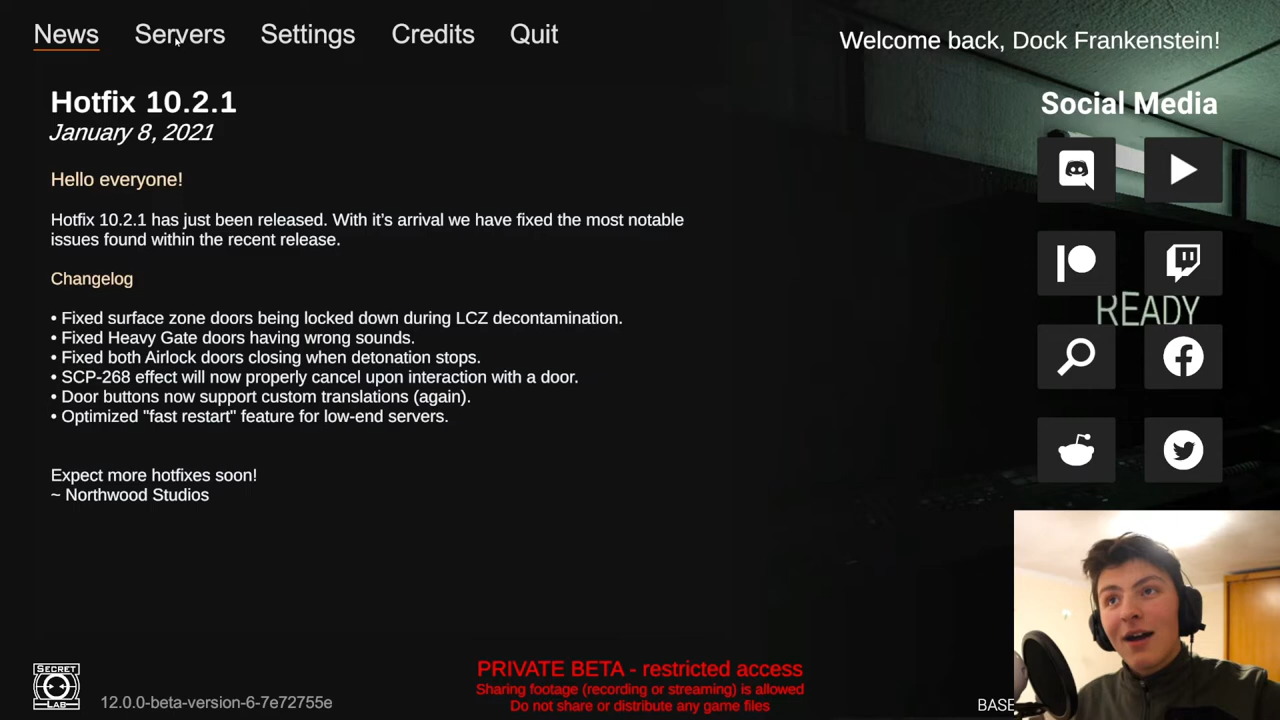 News Servers Settings Credits Quit
Welcome back, Dock Frankenstein!
Hotfix 10.2.1
January 8, 2021
Hello everyone!
Hotfix 10.2.1 has just been released. With it's arrival we have fixed the most notable
issues found within the recent release.
Changelog
• Fixed surface zone doors being locked down during LCZ decontamination.
• Fixed Heavy Gate doors having wrong sounds.
• Fixed both Airlock doors closing when detonation stops.
• SCP-268 effect will now properly cancel upon interaction with a door.
• Door buttons now support custom translations (again).
• Optimized "fast restart" feature for low-end servers.
Expect more hotfixes soon!
~ Northwood Studios
Social Media
READY
SECRET
LAB
12.0.0-beta-version-6-7e72755e
PRIVATE BETA - restricted access
Sharing footage (recording or streaming) is allowed
Do not share or distribute any game files
BASE